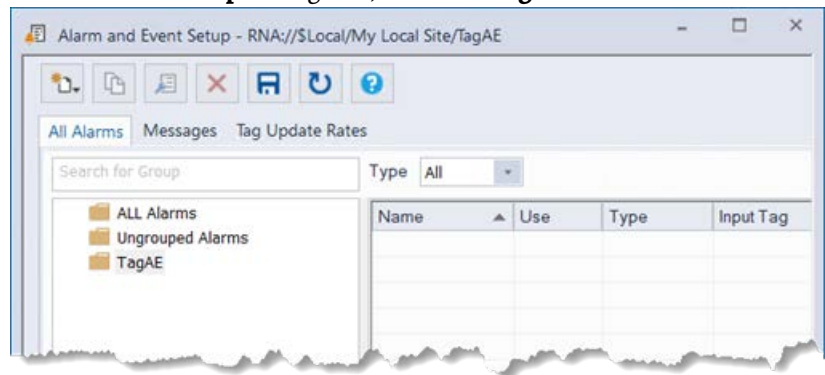 Alarm and Event Setup - RNA://$Local/My Local Site/TagAE
All Alarms Messages Tag Update Rates
Search for Group
Type All
ALL Alarms
Ungrouped Alarms
TagAE
Name Use Type Input Tag